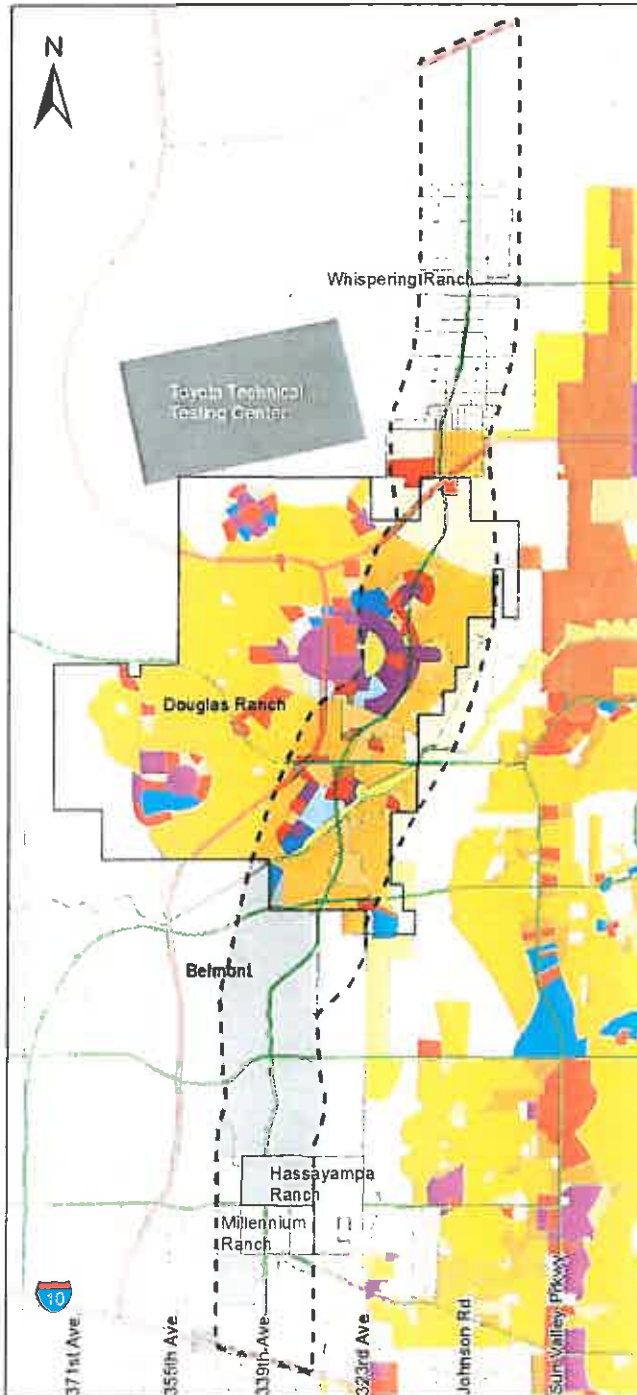 N
Whispering Ranch
Toyota Technical
Testing Center
Douglas Ranch
Belmont
Hassayampa
Ranch
Millennium
Ranch
10
371st Ave
355th Ave
339th Ave
323rd Ave
Johnson Rd
Sun Valley Pkwy